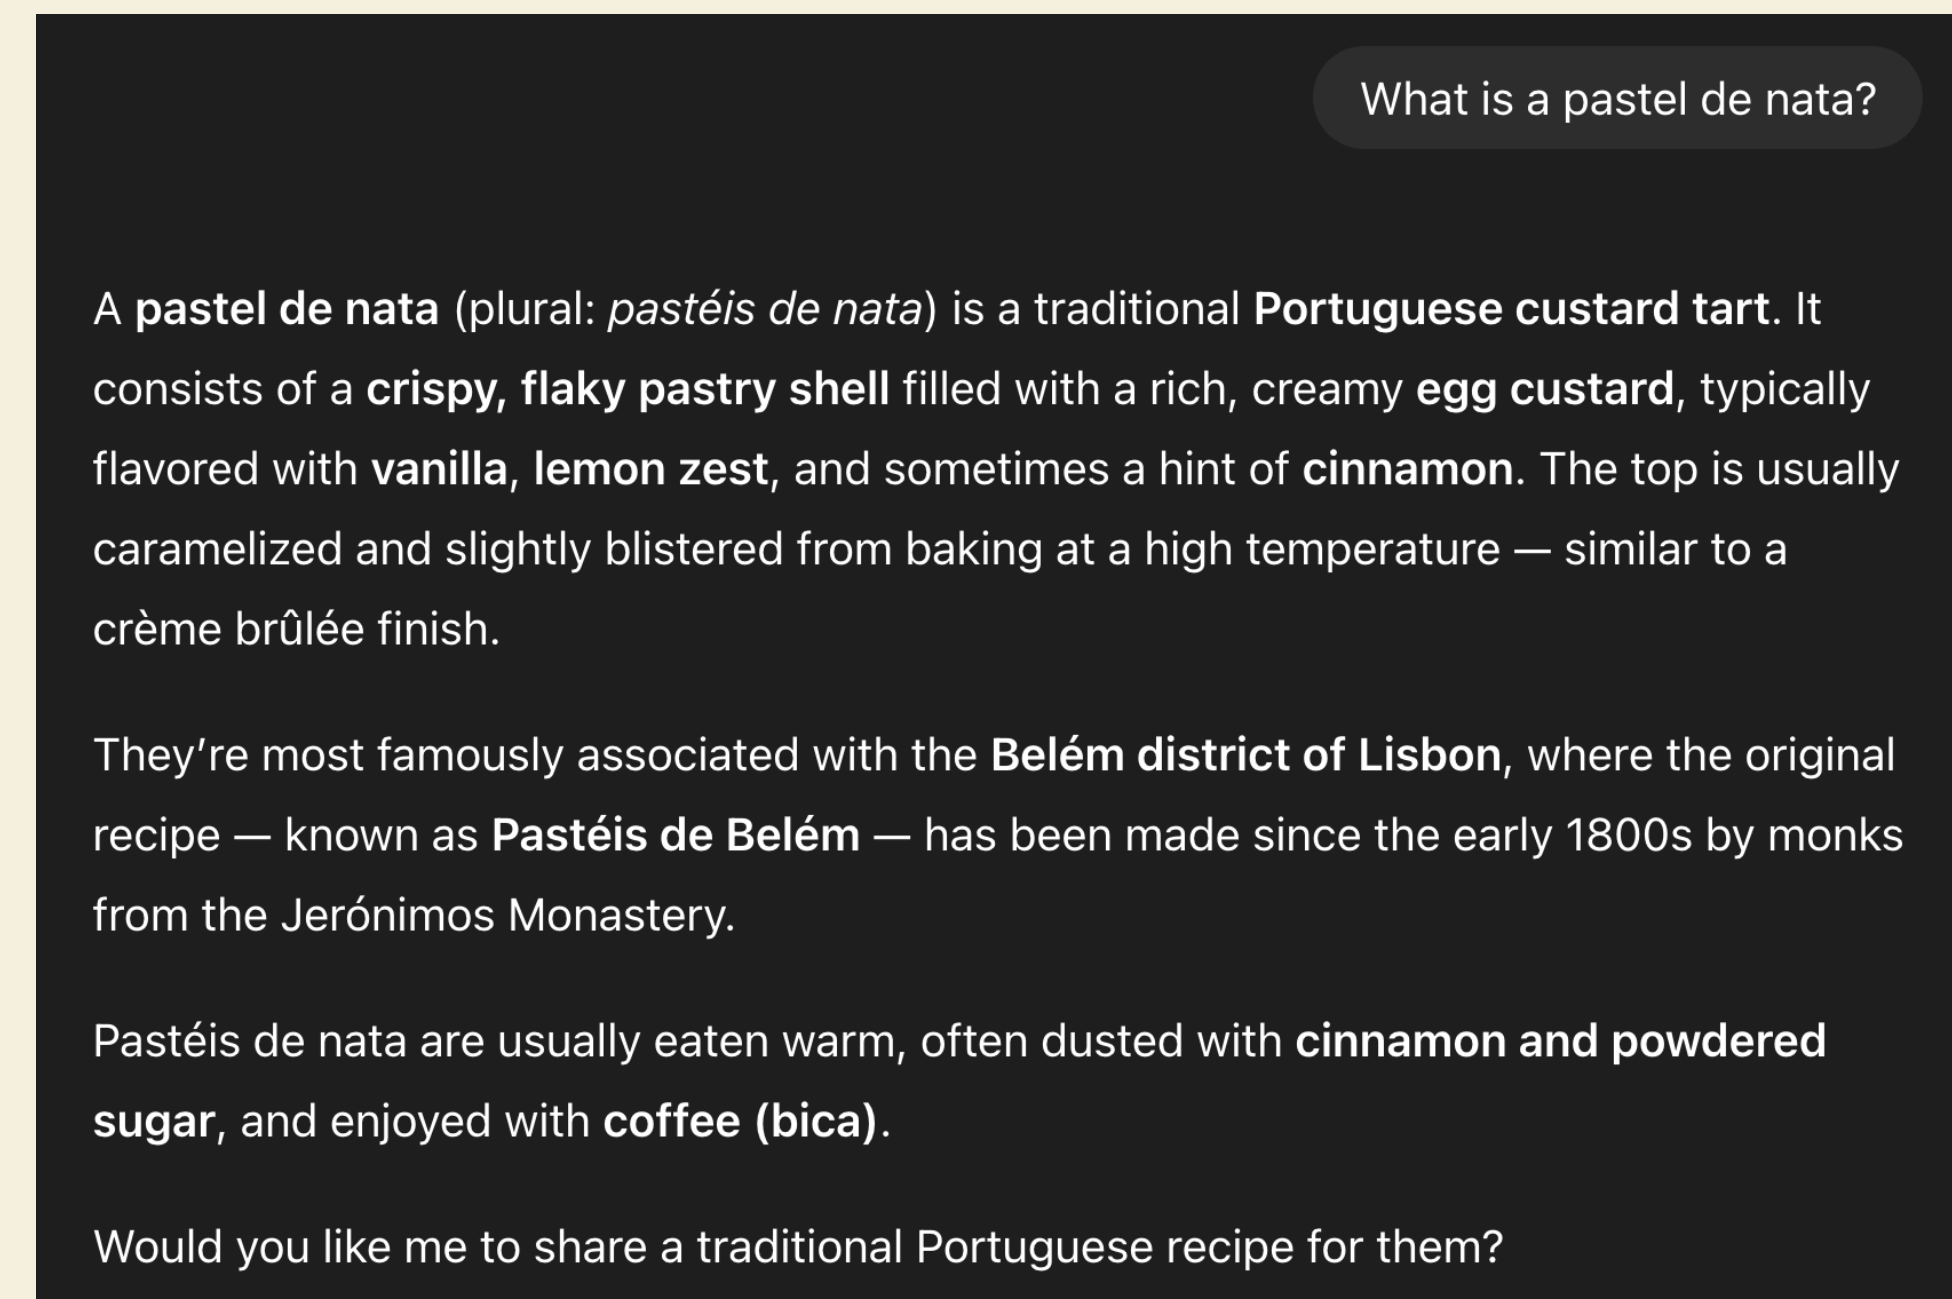 What is a pastel de nata?
A pastel de nata (plural: pastéis de nata) is a traditional Portuguese custard tart. It
consists of a crispy, flaky pastry shell filled with a rich, creamy egg custard, typically
flavored with vanilla, lemon zest, and sometimes a hint of cinnamon. The top is usually
caramelized and slightly blistered from baking at a high temperature — similar to a
crème brûlée finish.
They’re most famously associated with the Belém district of Lisbon, where the original
recipe — known as Pastéis de Belém — has been made since the early 1800s by monks
from the Jerónimos Monastery.
Pastéis de nata are usually eaten warm, often dusted with cinnamon and powdered
sugar, and enjoyed with coffee (bica).
Would you like me to share a traditional Portuguese recipe for them?